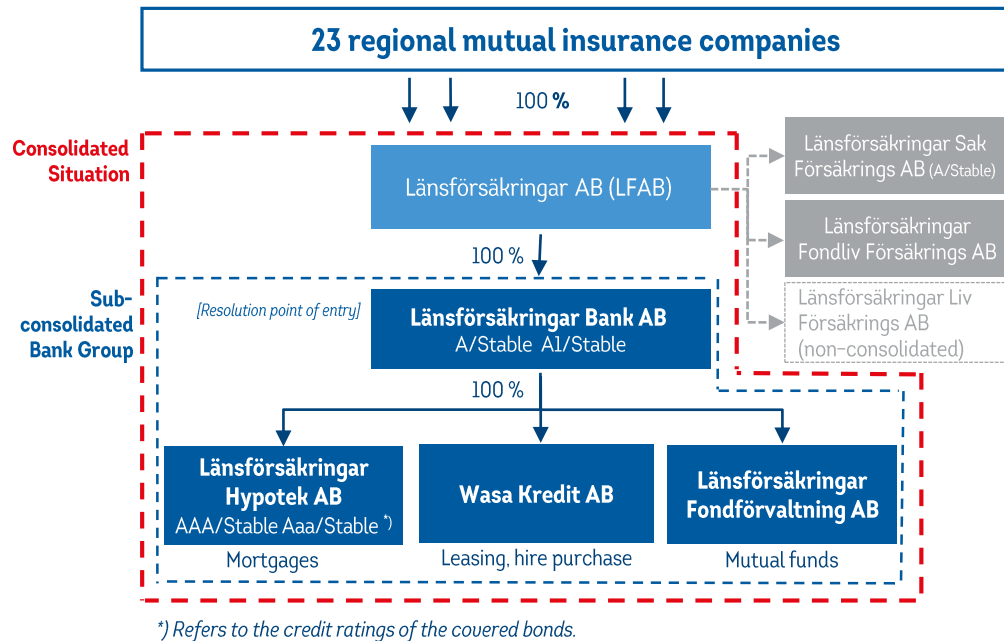 23 regional mutual insurance companies
100 %
Consolidated
Situation
Länsförsäkringar AB (LFAB)
Länsförsäkringar Sak
Försäkrings AB (A/Stable)
Länsförsäkringar
Fondliv Försäkrings AB
Länsförsäkringar Liv
Försäkrings AB
(non-consolidated)
100 %
Sub-
consolidated
Bank Group
[Resolution point of entry]
Länsförsäkringar Bank AB
A/Stable A1/Stable
100 %
Länsförsäkringar
Hypotek AB
AAA/Stable Aaa/Stable *)
Mortgages
Wasa Kredit AB
Leasing, hire purchase
Länsförsäkringar
Fondförvaltning AB
Mutual funds
*) Refers to the credit ratings of the covered bonds.